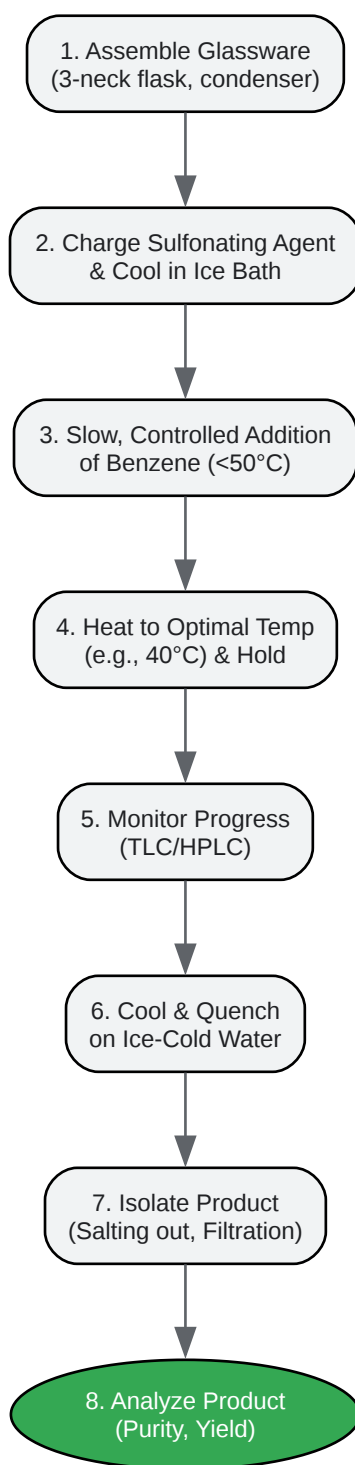 1. Assemble Glassware
(3-neck flask, condenser)
2. Charge Sulfonating Agent
& Cool in Ice Bath
3. Slow, Controlled Addition
of Benzene (<50°C)
4. Heat to Optimal Temp
(e.g., 40°C) & Hold
5. Monitor Progress
(TLC/HPLC)
6. Cool & Quench
on Ice-Cold Water
7. Isolate Product
(Salting out, Filtration)
8. Analyze Product
(Purity, Yield)